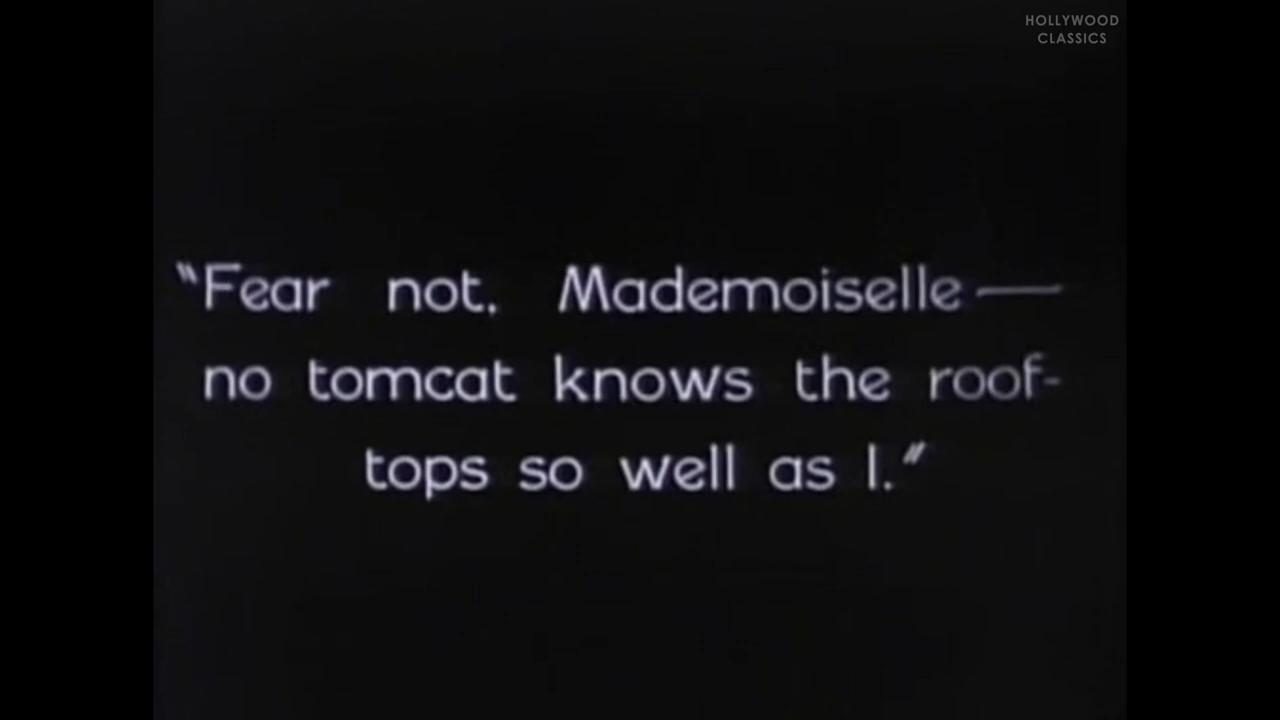 HOLLYWOOD
CLASSICS
"Fear not, Mademoiselle—
no tomcat knows the roof-
tops so well as I."